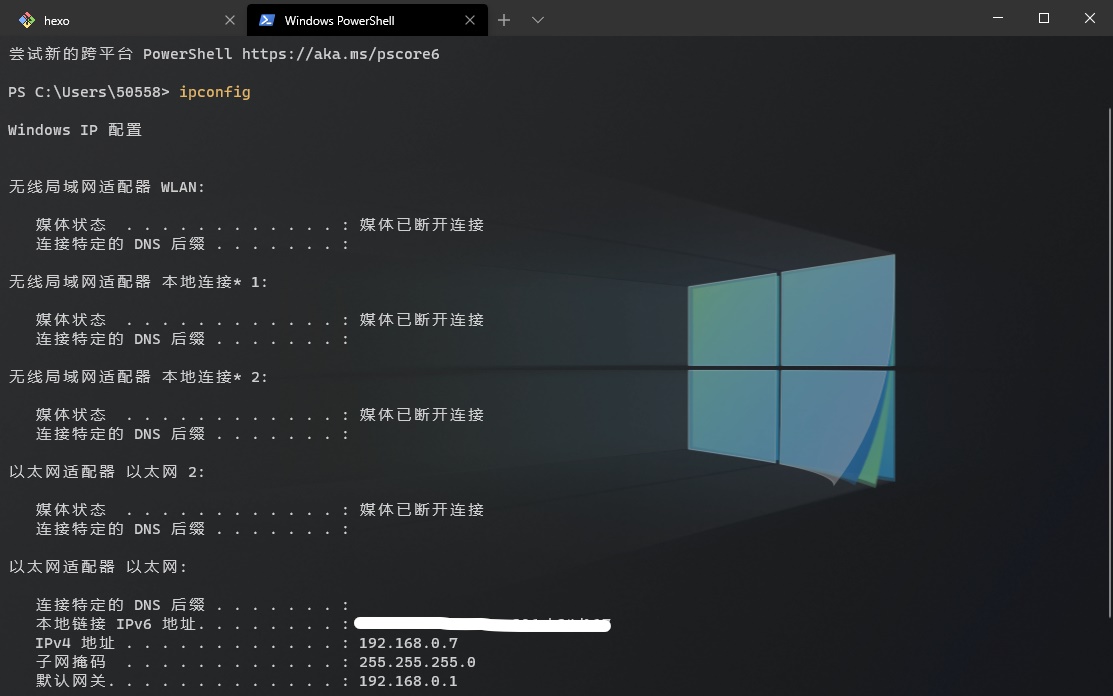 hexo
Windows PowerShell
尝试新的跨平台 PowerShell https://aka.ms/pscore6
PS C:\Users\50558> ipconfig
Windows IP 配置
无线局域网适配器 WLAN:
媒体状态 . . . . . . . . . . . . : 媒体已断开连接
连接特定的 DNS 后缀 . . . . . . . :
无线局域网适配器 本地连接* 1:
媒体状态 . . . . . . . . . . . . : 媒体已断开连接
连接特定的 DNS 后缀 . . . . . . . :
无线局域网适配器 本地连接* 2:
媒体状态 . . . . . . . . . . . . : 媒体已断开连接
连接特定的 DNS 后缀 . . . . . . . :
以太网适配器 以太网 2:
媒体状态 . . . . . . . . . . . . : 媒体已断开连接
连接特定的 DNS 后缀 . . . . . . . :
以太网适配器 以太网:
连接特定的 DNS 后缀 . . . . . . . :
本地链接 IPv6 地址. . . . . . . . :
IPv4 地址 . . . . . . . . . . . . : 192.168.0.7
子网掩码 . . . . . . . . . . . . : 255.255.255.0
默认网关. . . . . . . . . . . . . : 192.168.0.1